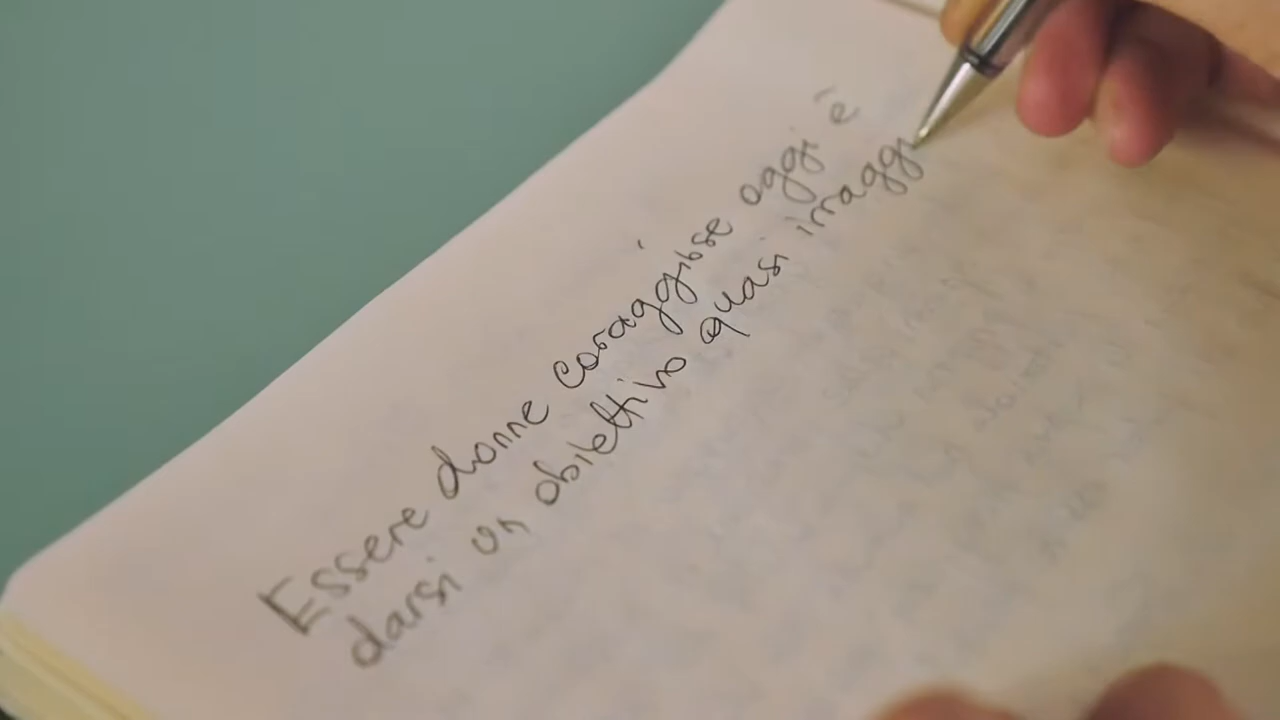 Essere donne coraggiose oggi è
darsi un obiettivo quasi irraggi